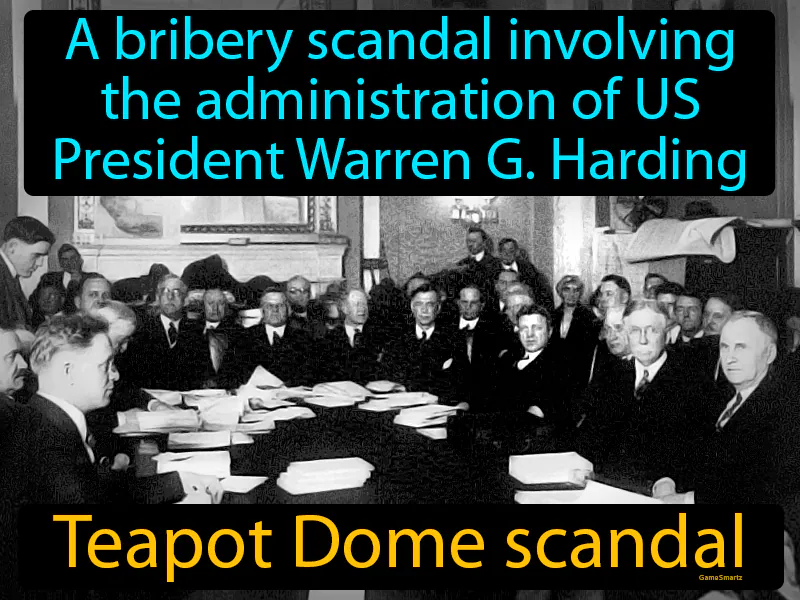 A bribery scandal involving
the administration of US
President Warren G. Harding
Teapot Dome scandal
GameSmartz